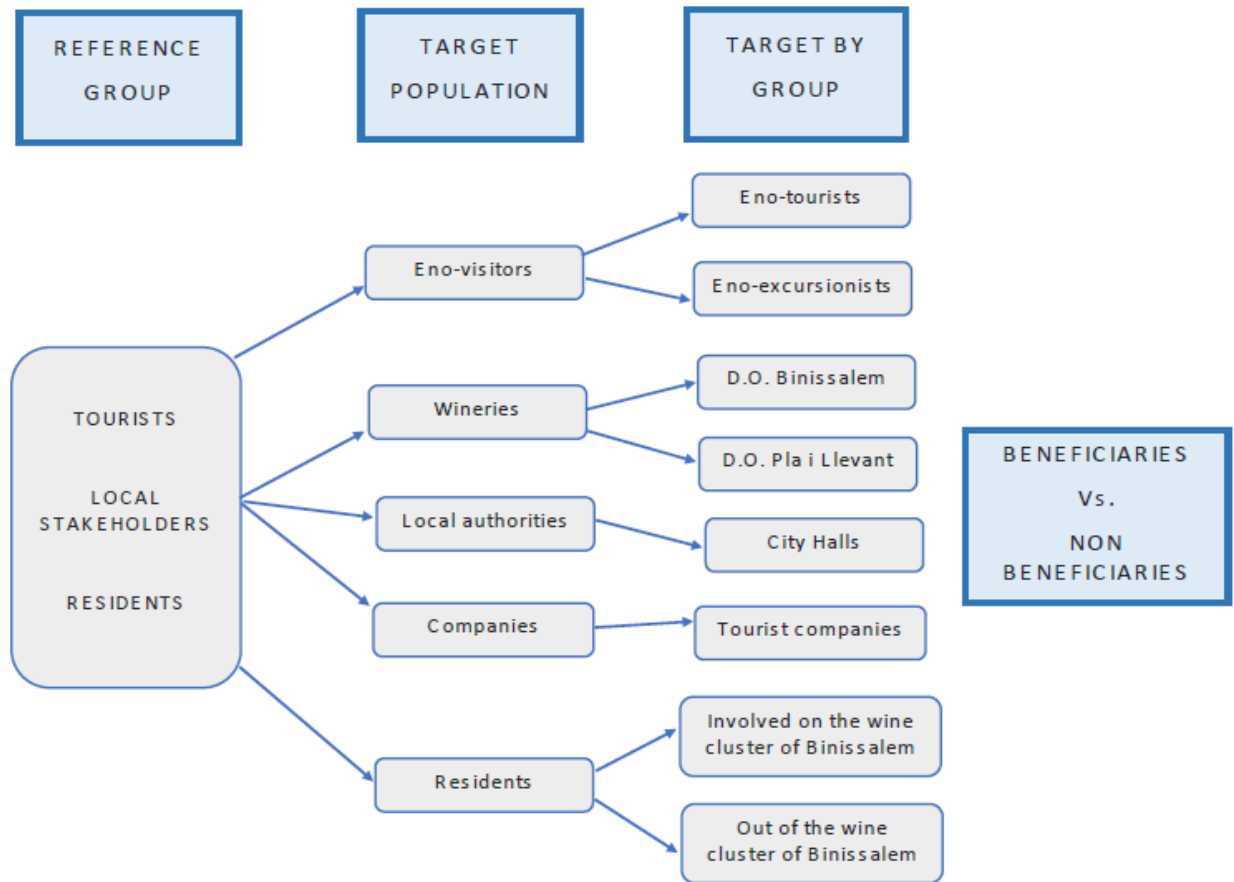 REFERENCE
GROUP
TARGET
POPULATION
TARGET BY
GROUP
TOURISTS
LOCAL
STAKEHOLDERS
RESIDENTS
Eno-visitors
Wineries
Local authorities
Companies
Residents
Eno-tourists
Eno-excursionists
D.O. Binissalem
D.O. Pla i Llevant
City Halls
Tourist companies
Involved on the wine
cluster of Binissalem
Out of the wine
cluster of Binissalem
BENEFICIARIES
Vs.
NON
BENEFICIARIES